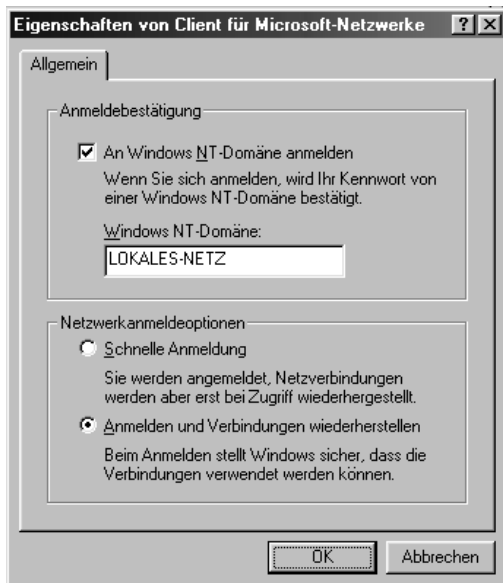 Eigenschaften von Client für Microsoft-Netzwerke
Allgemein
Anmeldebestätigung
An Windows NT-Domäne anmelden
Wenn Sie sich anmelden, wird Ihr Kennwort von
einer Windows NT-Domäne bestätigt.
Windows NT-Domäne:
LOKALES-NETZ
Netzwerkanmeldeoptionen
Schnelle Anmeldung
Sie werden angemeldet, Netzverbindungen
werden aber erst bei Zugriff wiederhergestellt.
Anmelden und Verbindungen wiederherstellen
Beim Anmelden stellt Windows sicher, dass die
Verbindungen verwendet werden können.
OK
Abbrechen